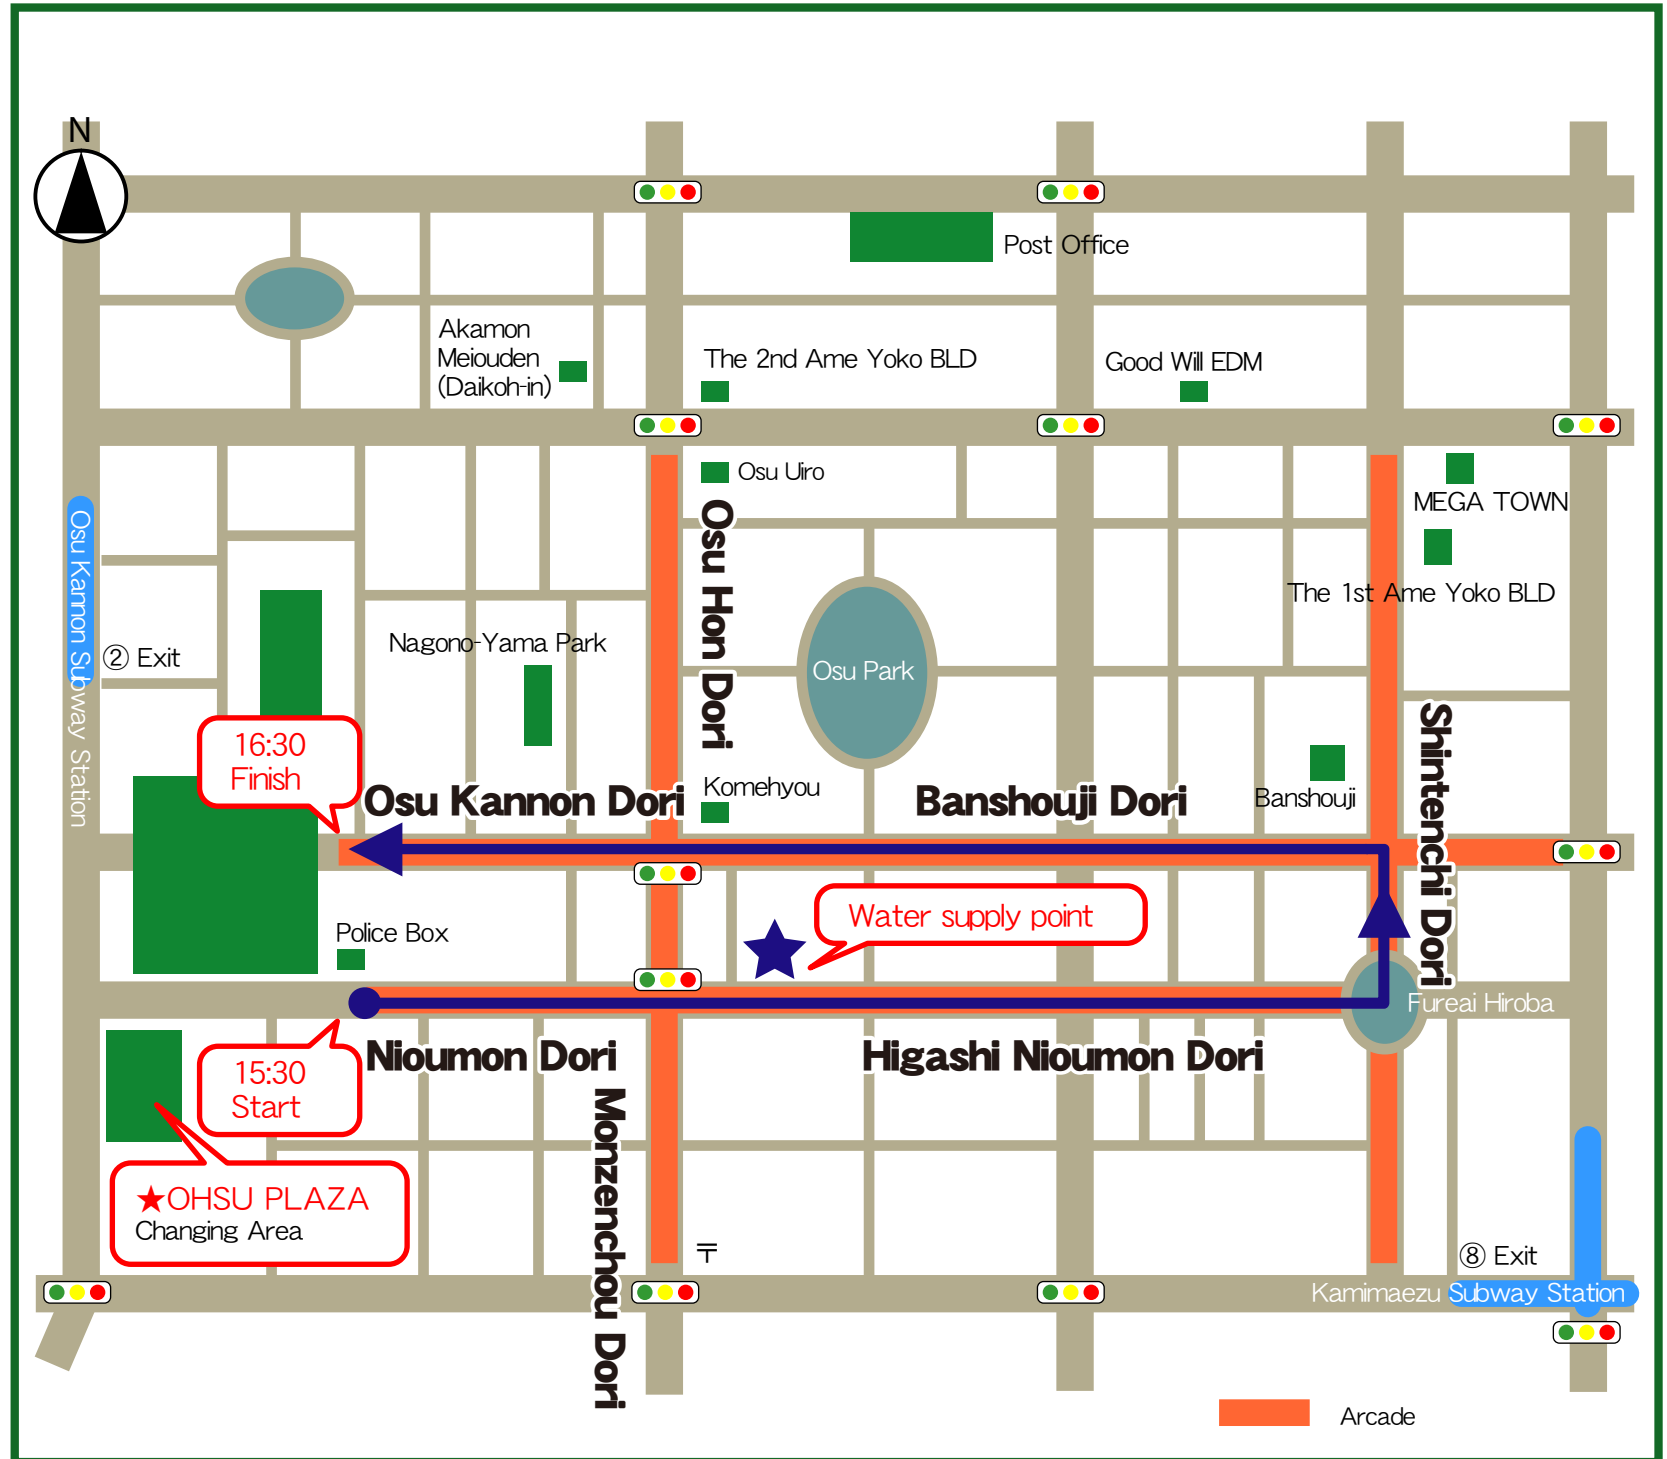 N
Post Office
Akamon
Meiouden
(Daikoh-in)
The 2nd Ame Yoko BLD
Good Will EDM
Osu Uiro
MEGA TOWN
The 1st Ame Yoko BLD
Osu Kannon Subway Station
② Exit
Nagono-Yama Park
Osu Hon Dori
Osu Park
Shintenchi Dori
16:30
Finish
Osu Kannon Dori
Komehyou
Banshouji Dori
Banshouji
Police Box
Water supply point
Fureai Hiroba
15:30
Start
Nioumon Dori
Higashi Nioumon Dori
Monzenchou Dori
★OHSU PLAZA
Changing Area
〒
⑧ Exit
Kamimaezu Subway Station
Arcade